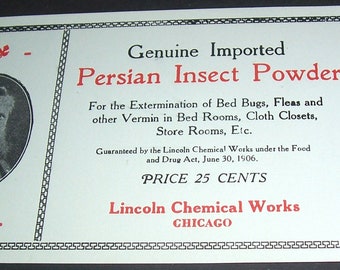 Genuine Imported
Persian Insect Powder
For the Extermination of Bed Bugs, Fleas and
other Vermin in Bed Rooms, Cloth Closets,
Store Rooms, Etc.
Guaranteed by the Lincoln Chemical Works under the Food
and Drug Act, June 30, 1906.
PRICE 25 CENTS
Lincoln Chemical Works
CHICAGO